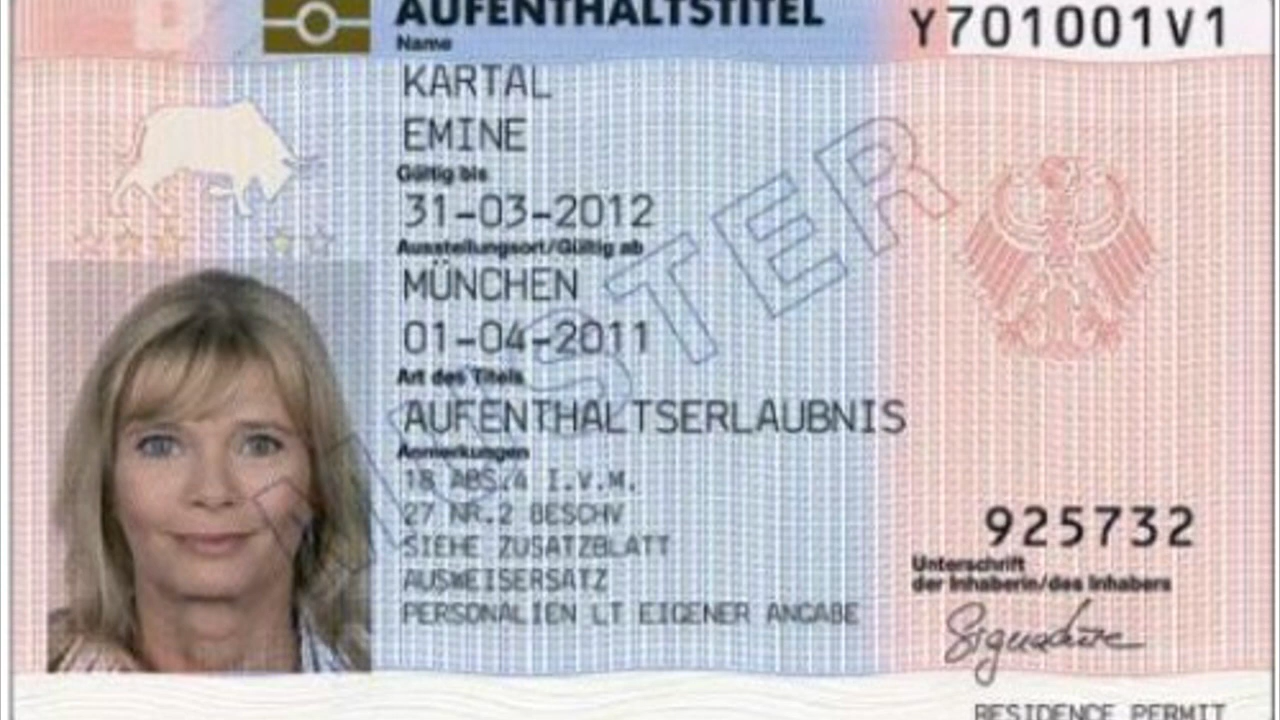 AUFENTHALTSTITEL
Y701001V1
Name
KARTAL
EMINE
Gültig bis
31-03-2012
Ausstellungsort/Gültig ab
MÜNCHEN
01-04-2011
Art des Titels
AUFENTHALTSERLAUBNIS
Anmerkungen
18 ABS.4 I.V.M.
27 NR.2 BESCHV
SIEHE ZUSATZBLATT
AUSWEISERSATZ
PERSONALIEN LT EIGENER ANGABE
MUSTER
925732
Unterschrift
der Inhaberin/des Inhabers
Signature
RESIDENCE PERMIT